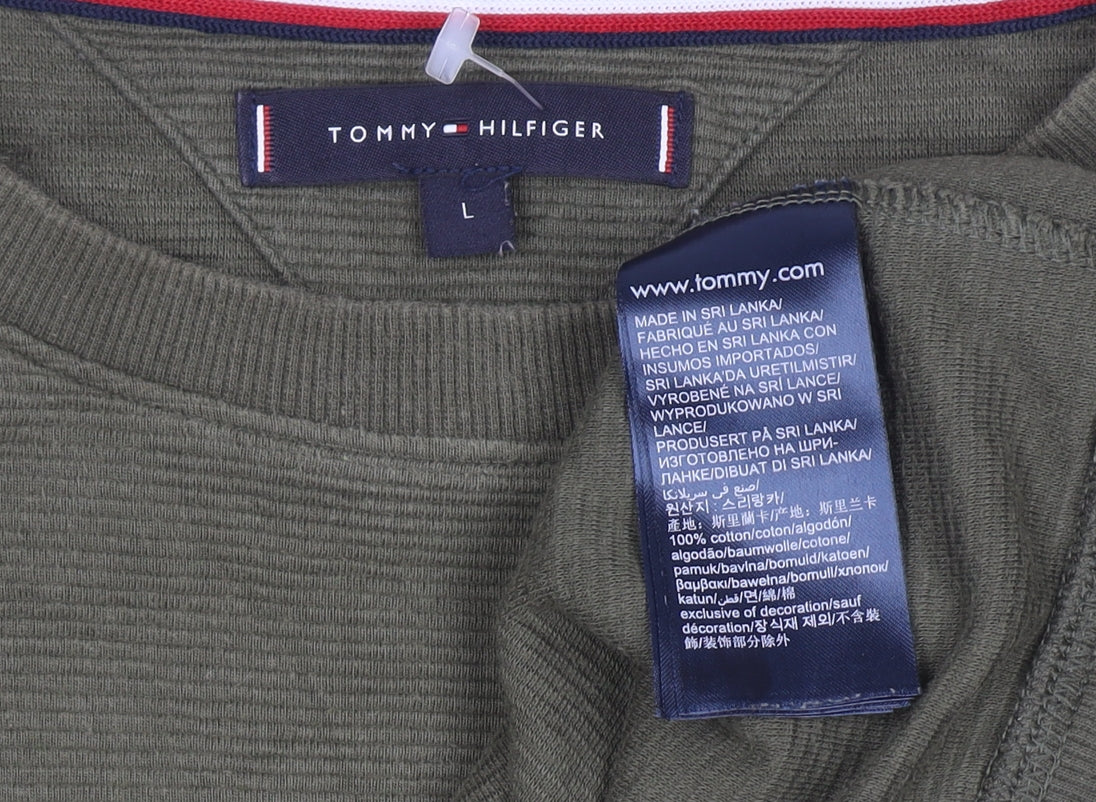 TOMMY HILFIGER
L
www.tommy.com
MADE IN SRI LANKA/
FABRIQUÉ AU SRI LANKA/
HECHO EN SRI LANKA CON
INSUMOS IMPORTADOS/
SRI LANKA'DA URETILMISTIR/
VYROBENÉ NA SRÍ LANCE/
WYPRODUKOWANO W SRI
LANCE/
PRODUSERT PÅ SRI LANKA/
ИЗГОТОВЛЕНО НА ШРИ-
ЛАНКЕ/DIBUAT DI SRI LANKA/
صنع في سريلانكا/
원산지 : 스리랑카/
產地：斯里蘭卡/产地：斯里兰卡
100% cotton/coton/algodón/
algodão/baumwolle/cotone/
pamuk/bavlna/bomuld/katoen/
βαμβακι/bawełna/bomull/хлопок/
katun/قطن/면/綿/棉
exclusive of decoration/sauf
décoration/장식재 제외/不含裝
飾/装饰部分除外